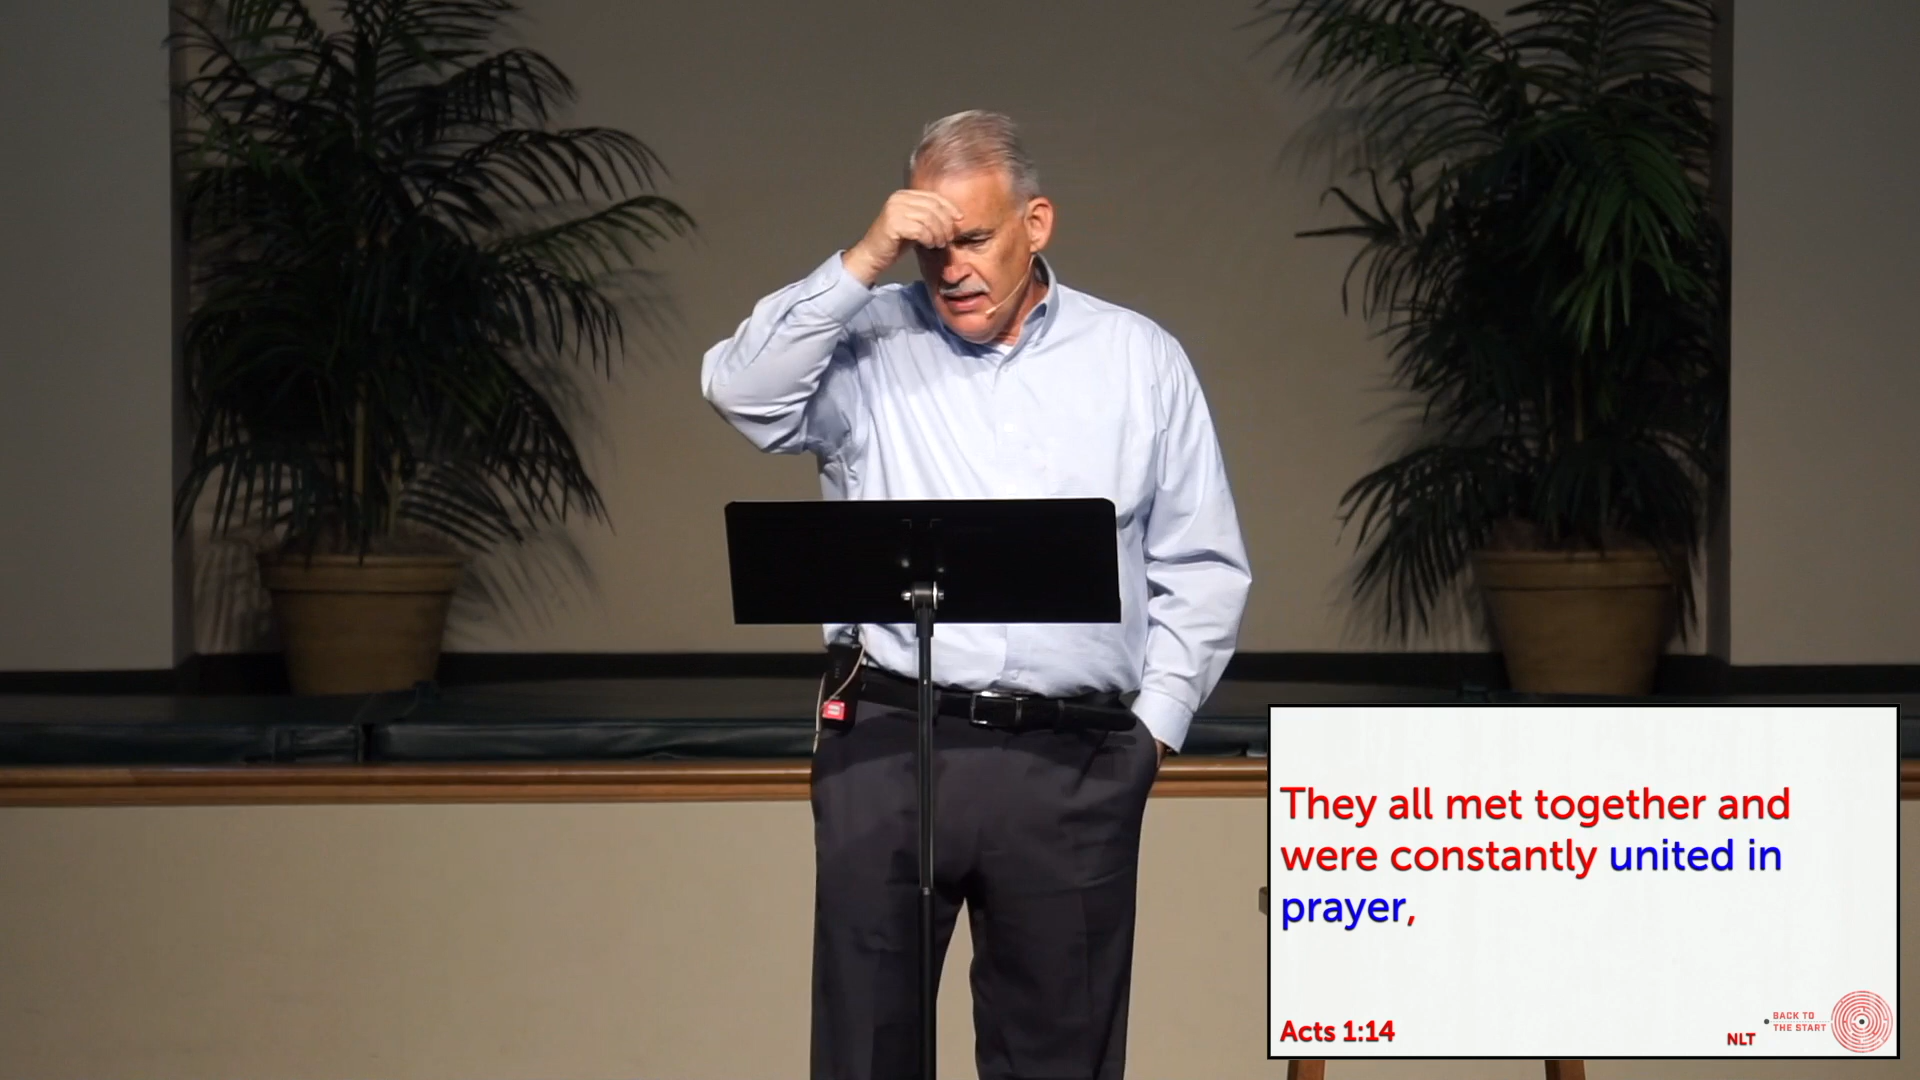 They all met together and
were constantly united in
prayer,
Acts 1:14
NLT
BACK TO
THE START